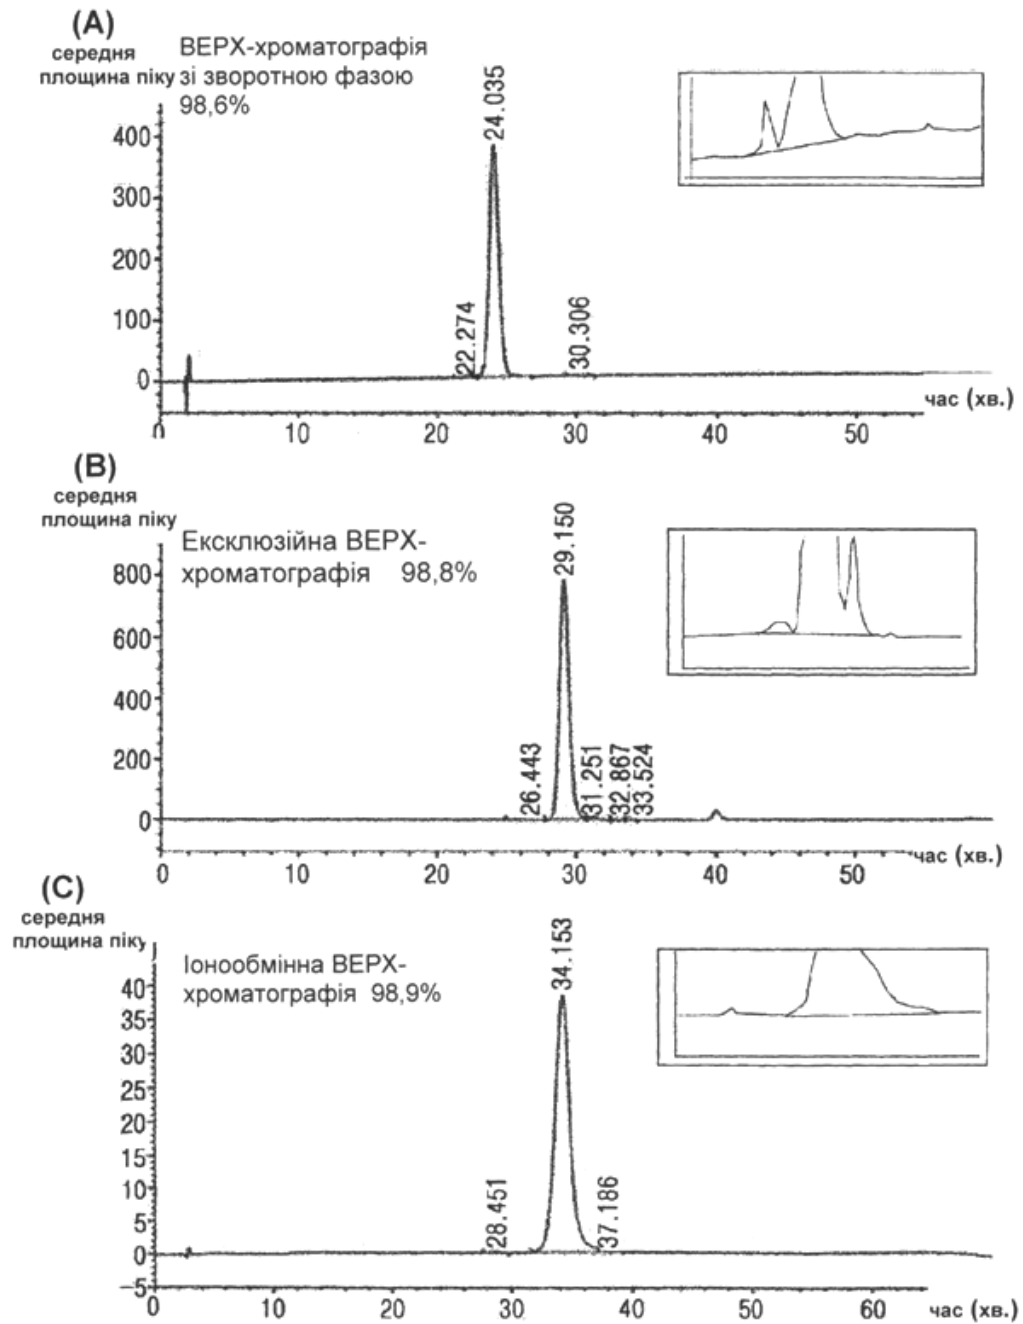 (A)
середня
площина піку
ВЕРХ-хроматографія
зі зворотною фазою
98,6%
24.035
400
300
200
100
0
22.274
30.306
час (хв.)
0 10 20 30 40 50
(B)
середня
площина піку
Ексклюзійна ВЕРХ-
хроматографія 98,8%
29.150
800
600
400
200
0
26.443
31.251
32.867
33.524
час (хв.)
0 10 20 30 40 50
(C)
середня
площина піку
Іонообмінна ВЕРХ-
хроматографія 98,9%
34.153
40
35
30
25
20
15
10
5
0
-5
28.451
37.186
0 10 20 30 40 50 60
час (хв.)